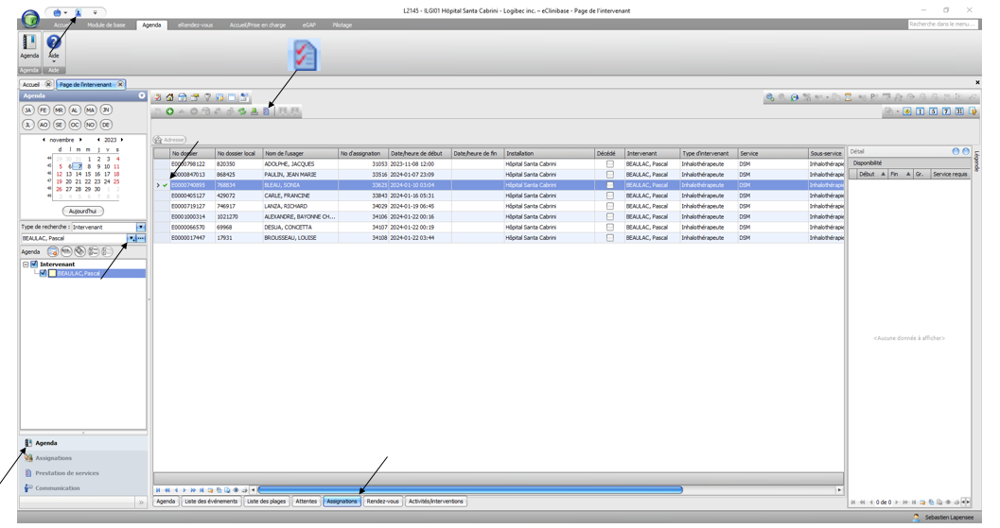 L2145 - ILGI01 Hôpital Santa Cabrini - Logibec inc. - eClinibase - Page de l'intervenant
Accueil Module de base Agenda eRendez-vous Accueil/Prise en charge eGAP Pilotage
Recherche dans le menu...
Agenda Aide
Agenda Aide
Accueil Page de l'intervenant
Agenda
JA FE MR AL MA JN
JL AO SE OC NO DE
novembre 2023
d l m m j v s
44 29 30 31 1 2 3 4
45 5 6 7 8 9 10 11
46 12 13 14 15 16 17 18
47 19 20 21 22 23 24 25
48 26 27 28 29 30 1 2
49 3 4 5 6 7 8 9
Aujourd'hui
Type de recherche : Intervenant
BEAULAC, Pascal
Agenda
Intervenant
BEAULAC, Pascal
Agenda
Assignations
Prestation de services
Communication
Adresser
No dossier No dossier local Nom de l'usager No d'assignation Date/heure de début Date/heure de fin Installation Décédé Intervenant Type d'intervenant Service Sous-service
E0000798122 820350 ADOLPHE, JACQUES 31053 2023-11-08 12:00 Hôpital Santa Cabrini BEAULAC, Pascal Inhalothérapeute DSM Inhalothérapie
E0000847013 868425 PAULIN, JEAN MARIE 33516 2024-01-07 23:09 Hôpital Santa Cabrini BEAULAC, Pascal Inhalothérapeute DSM Inhalothérapie
E0000740895 768834 BLEAU, SONIA 33625 2024-01-10 03:04 Hôpital Santa Cabrini BEAULAC, Pascal Inhalothérapeute DSM Inhalothérapie
E0000405127 429072 CARLE, FRANCINE 33843 2024-01-16 05:31 Hôpital Santa Cabrini BEAULAC, Pascal Inhalothérapeute DSM Inhalothérapie
E0000719127 746917 LANZA, RICHARD 34029 2024-01-19 06:45 Hôpital Santa Cabrini BEAULAC, Pascal Inhalothérapeute DSM Inhalothérapie
E0001000314 1021270 ALEXANDRE, BAYONNE CH... 34106 2024-01-22 00:16 Hôpital Santa Cabrini BEAULAC, Pascal Inhalothérapeute DSM Inhalothérapie
E0000066570 69968 DESUA, CONCETTA 34107 2024-01-22 00:19 Hôpital Santa Cabrini BEAULAC, Pascal Inhalothérapeute DSM Inhalothérapie
E0000017447 17931 BROUSSEAU, LOUISE 34108 2024-01-22 03:44 Hôpital Santa Cabrini BEAULAC, Pascal Inhalothérapeute DSM Inhalothérapie
Agenda Liste des événements Liste des plages Attentes Assignations Rendez-vous Activités/interventions
1 5 7 31
Détail
Disponibilité
Début Fin Gr. Service requis
<Aucune donnée à afficher>
0 de 0
Légende
Sebastien Lapensee